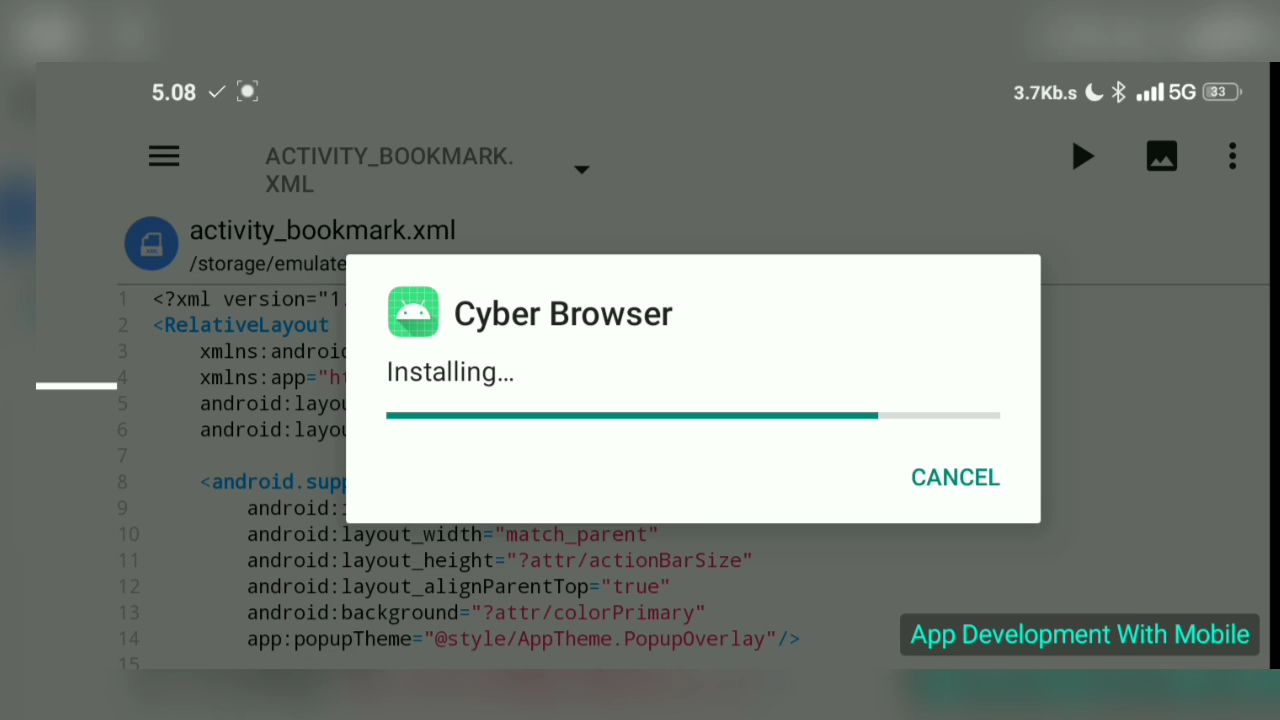 5.08
3.7Kb.s 5G 33
ACTIVITY_BOOKMARK.
XML
activity_bookmark.xml
/storage/emulate
1 <?xml version="1.
2 <RelativeLayout
3 xmlns:android
4 xmlns:app="ht
5 android:layou
6 android:layou
7
8 <android.supp
9 android:i
10 android:layout_width="match_parent"
11 android:layout_height="?attr/actionBarSize"
12 android:layout_alignParentTop="true"
13 android:background="?attr/colorPrimary"
14 app:popupTheme="@style/AppTheme.PopupOverlay"/>
15
Cyber Browser
Installing…
CANCEL
App Development With Mobile